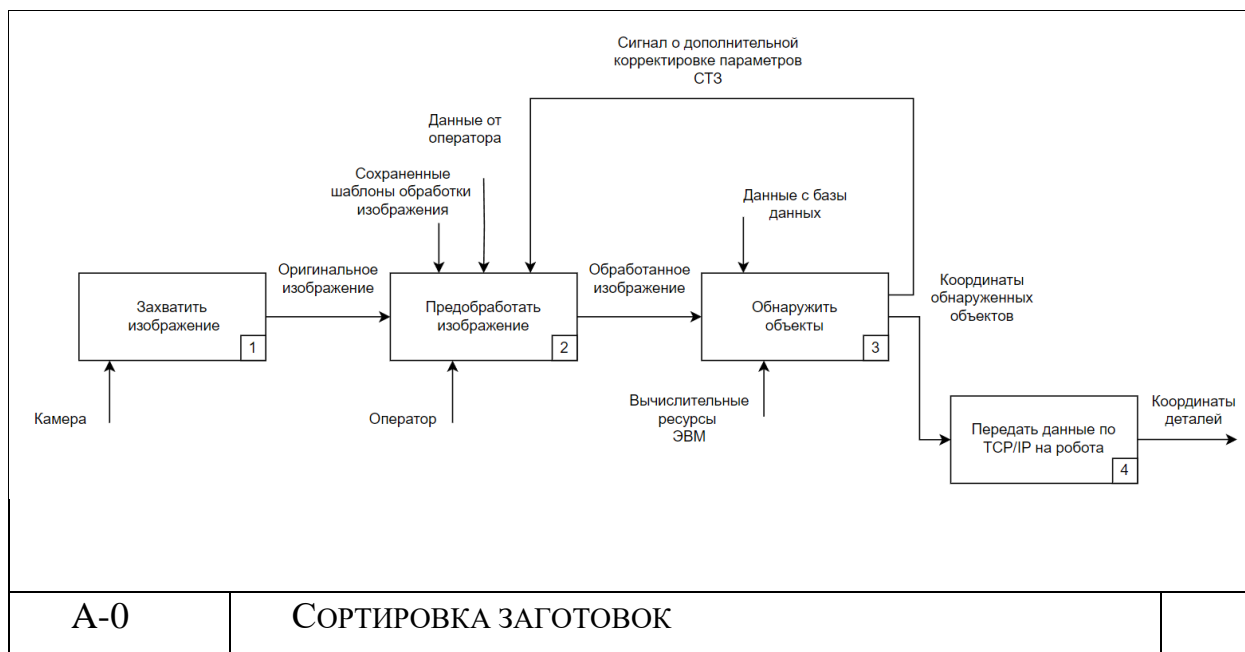 Сигнал о дополнительной
корректировке параметров
СТЗ
Данные от
оператора
Сохраненные
шаблоны обработки
изображения
Данные с базы
данных
Оригинальное
изображение
Обработанное
изображение
Координаты
обнаруженных
объектов
Захватить
изображение
1
Предобработать
изображение
2
Обнаружить
объекты
3
Камера
Оператор
Вычислительные
ресурсы
ЭВМ
Передать данные по
TCP/IP на робота
4
Координаты
деталей
А-0
СОРТИРОВКА ЗАГОТОВОК